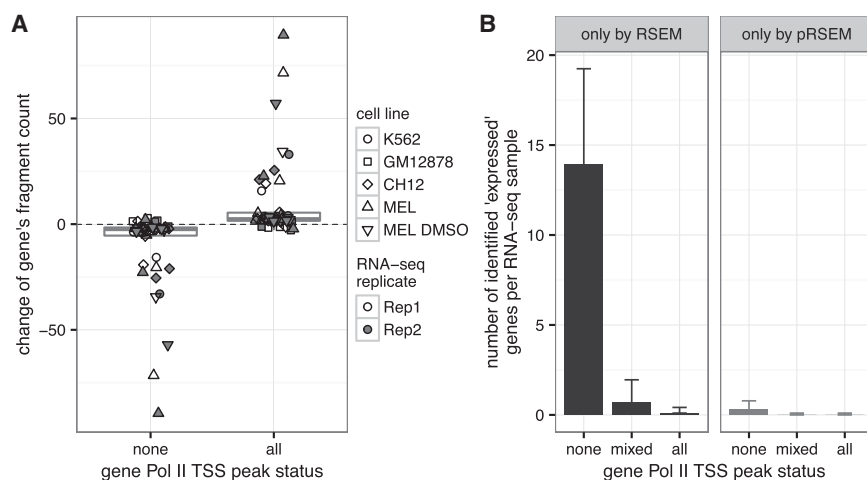 A
change of gene's fragment count
50
0
−50
none
all
gene Pol II TSS peak status
cell line
K562
GM12878
CH12
MEL
MEL DMSO
RNA−seq
replicate
Rep1
Rep2
B
only by RSEM
only by pRSEM
number of identified 'expressed'
genes per RNA−seq sample
20
15
10
5
0
none
mixed
all
none
mixed
all
gene Pol II TSS peak status